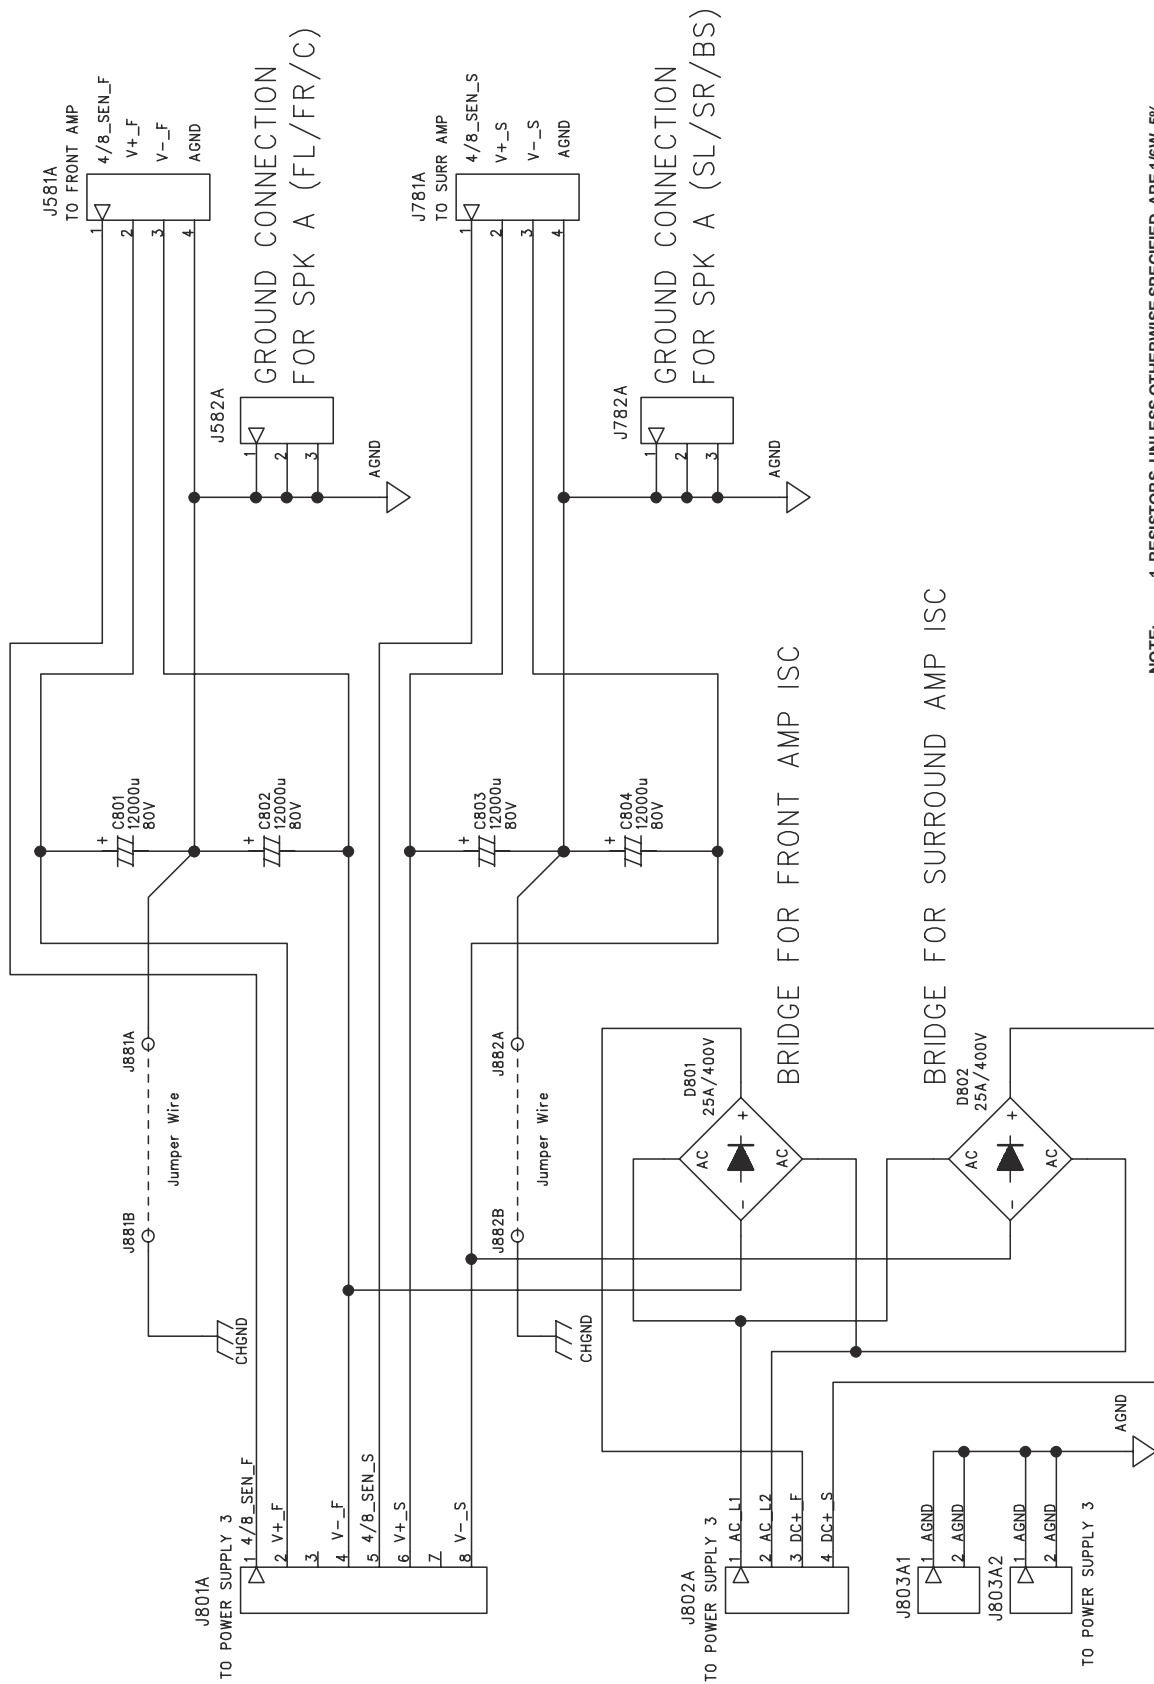 J801A
TO POWER SUPPLY 3
1 4/8_SEN_F
2 V+_F
3
4 V-_F
5 4/8_SEN_S
6 V+_S
7
8 V-_S
CHGND
J881B
Jumper Wire
J881A
C801
12000u
80V
+
C802
12000u
80V
+
J581A
TO FRONT AMP
1 4/8_SEN_F
2 V+_F
3 V-_F
4 AGND
J582A
1
2
3
AGND
GROUND CONNECTION
FOR SPK A (FL/FR/C)
CHGND
J882B
Jumper Wire
J882A
C803
12000u
80V
+
C804
12000u
80V
+
J781A
TO SURR AMP
1 4/8_SEN_S
2 V+_S
3 V-_S
4 AGND
J782A
1
2
3
AGND
GROUND CONNECTION
FOR SPK A (SL/SR/BS)
J802A
TO POWER SUPPLY 3
1 AC_L1
2 AC_L2
3 DC+_F
4 DC+_S
D801
25A/400V
AC
- +
AC
BRIDGE FOR FRONT AMP ISC
BRIDGE FOR SURROUND AMP ISC
D802
25A/400V
AC
- +
AC
J803A1
1 AGND
2 AGND
J803A2
1 AGND
2 AGND
TO POWER SUPPLY 3
AGND
NOTE: